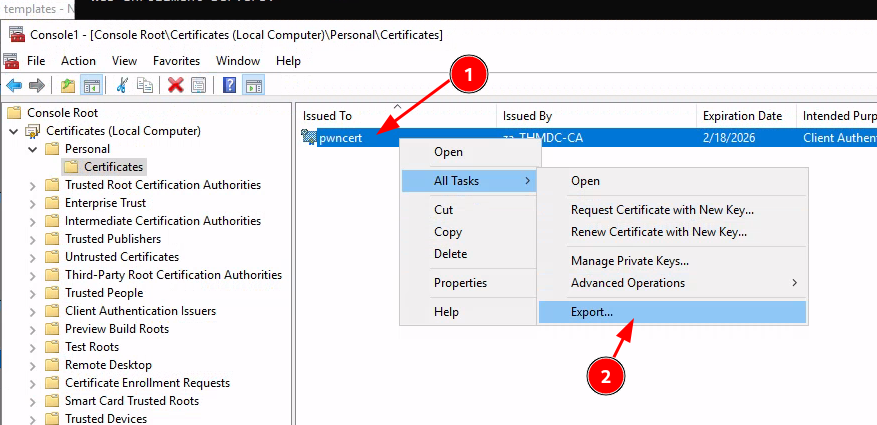 templates - N
Console1 - [Console Root\Certificates (Local Computer)\Personal\Certificates]
File Action View Favorites Window Help
Console Root
Certificates (Local Computer)
Personal
Certificates
Trusted Root Certification Authorities
Enterprise Trust
Intermediate Certification Authorities
Trusted Publishers
Untrusted Certificates
Third-Party Root Certification Authorities
Trusted People
Client Authentication Issuers
Preview Build Roots
Test Roots
Remote Desktop
Certificate Enrollment Requests
Smart Card Trusted Roots
Trusted Devices
Issued To Issued By Expiration Date Intended Purp
pwncert za-THMDC-CA 2/18/2026 Client Authen
1
Open
All Tasks
Cut
Copy
Delete
Properties
Help
Open
Request Certificate with New Key...
Renew Certificate with New Key...
Manage Private Keys...
Advanced Operations
Export...
2